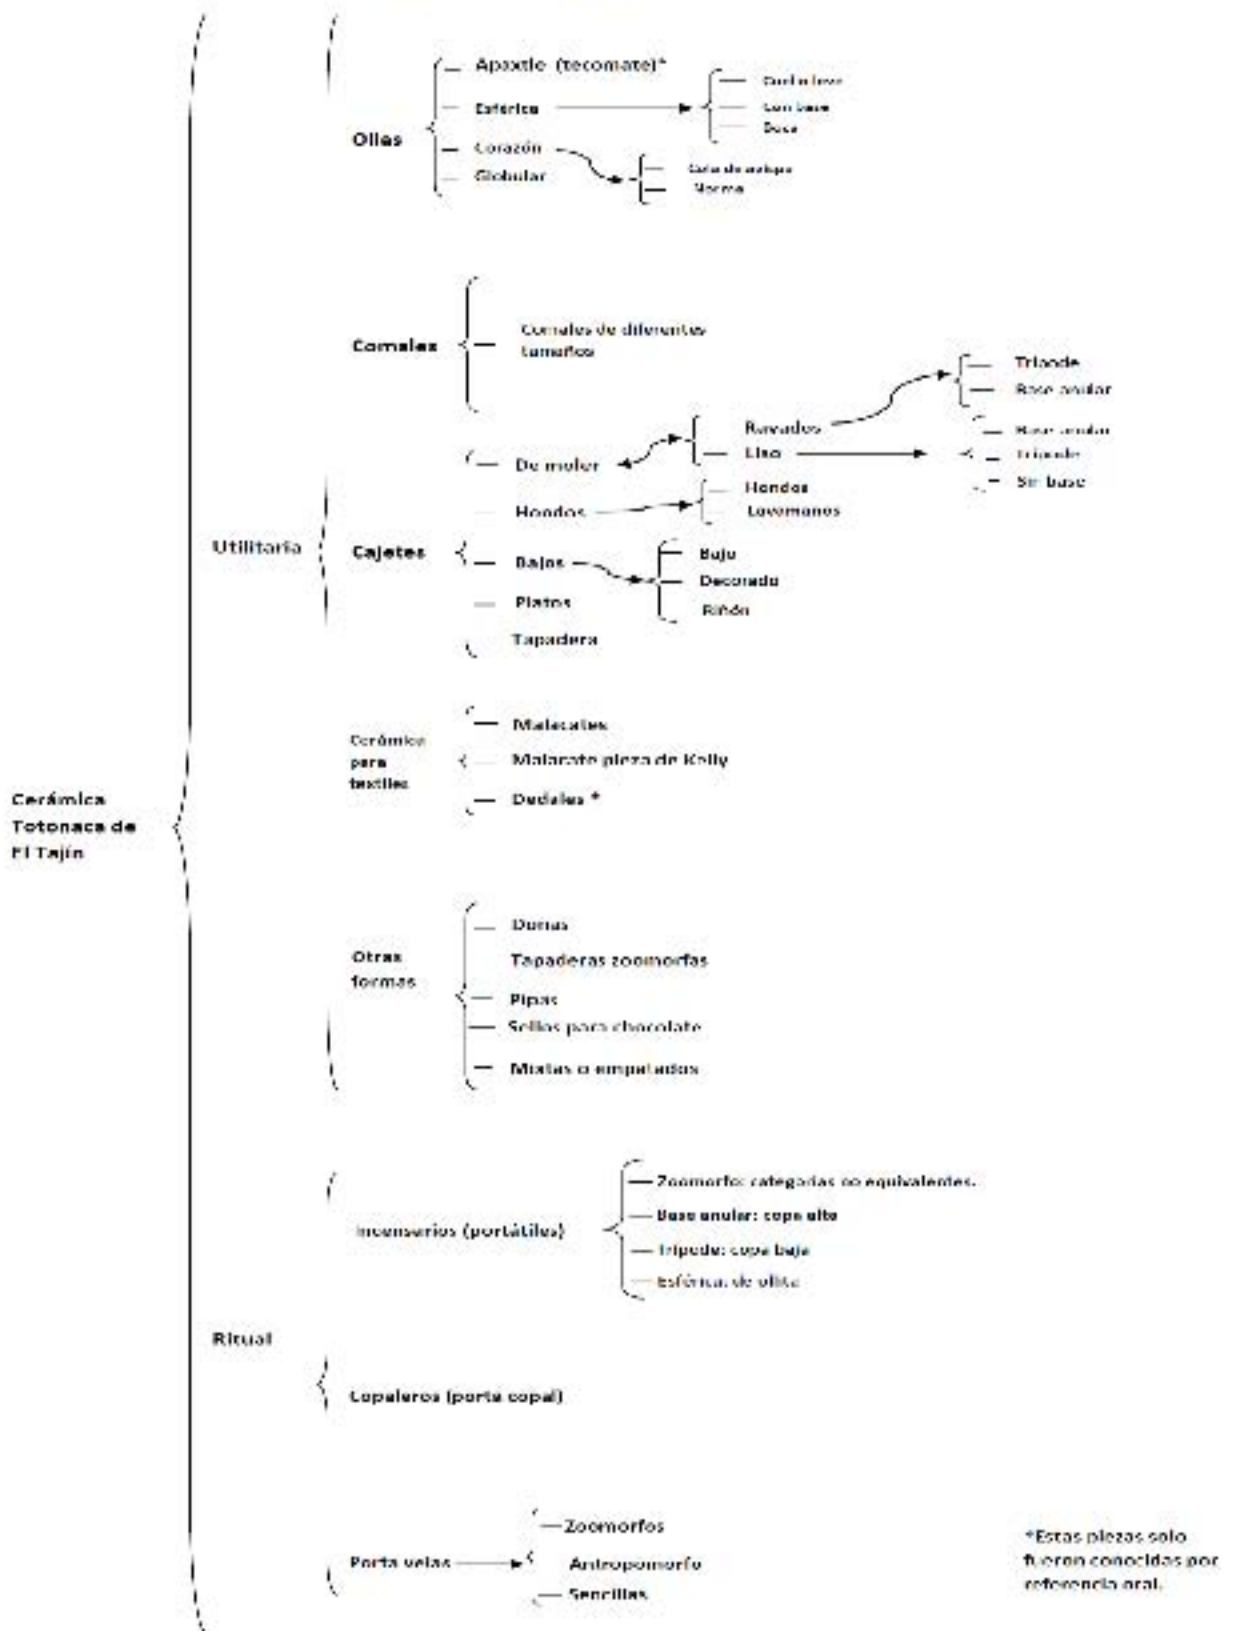 Cerámica
Totonaca de
El Tajín
Utilitaria
Ollas
Apaxtle (tecomate)*
Esférica
Con base
Boca
Corazón
Globular
Comales
Comales de diferentes
tamaños
Cajetes
De moler
Rayados
Trípode
Base anular
Liso
Base anular
Trípode
Sin base
Hondos
Hondos
Lavamanos
Bajos
Bajo
Decorado
Riñón
Platos
Tapadera
Cerámica
para
textiles
Malacates
Malacate pieza de Kelly
Dedales *
Otras
formas
Donas
Tapaderas zoomorfas
Pipas
Sellos para chocolate
Mixtas o empatados
Ritual
Incensarios (portátiles)
Zoomorfo: categorías no equivalentes.
Base anular: copa alta
Trípode: copa baja
Esférica: de ollita
Copaleros (porta copal)
Porta velas
Zoomorfos
Antropomorfo
Sencillas
*Estas piezas solo
fueron conocidas por
referencia oral.